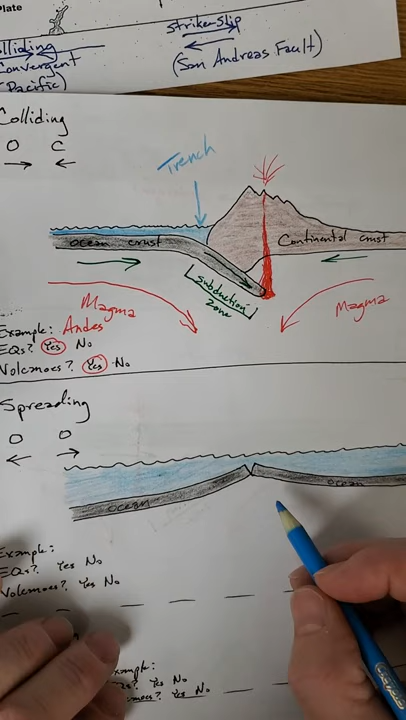 Plate
strike-slip
Colliding
Convergent
(San Andreas Fault)
(Pacific)
Colliding
O C
Trench
ocean crust
Continental crust
Subduction
zone
Magma
Magma
Example: Andes
EQs? Yes No
Volcanoes? Yes No
Spreading
O O
ocean
ocean
Example:
EQs? Yes No
Volcanoes? Yes No
Example:
EQs? Yes No
Yes No